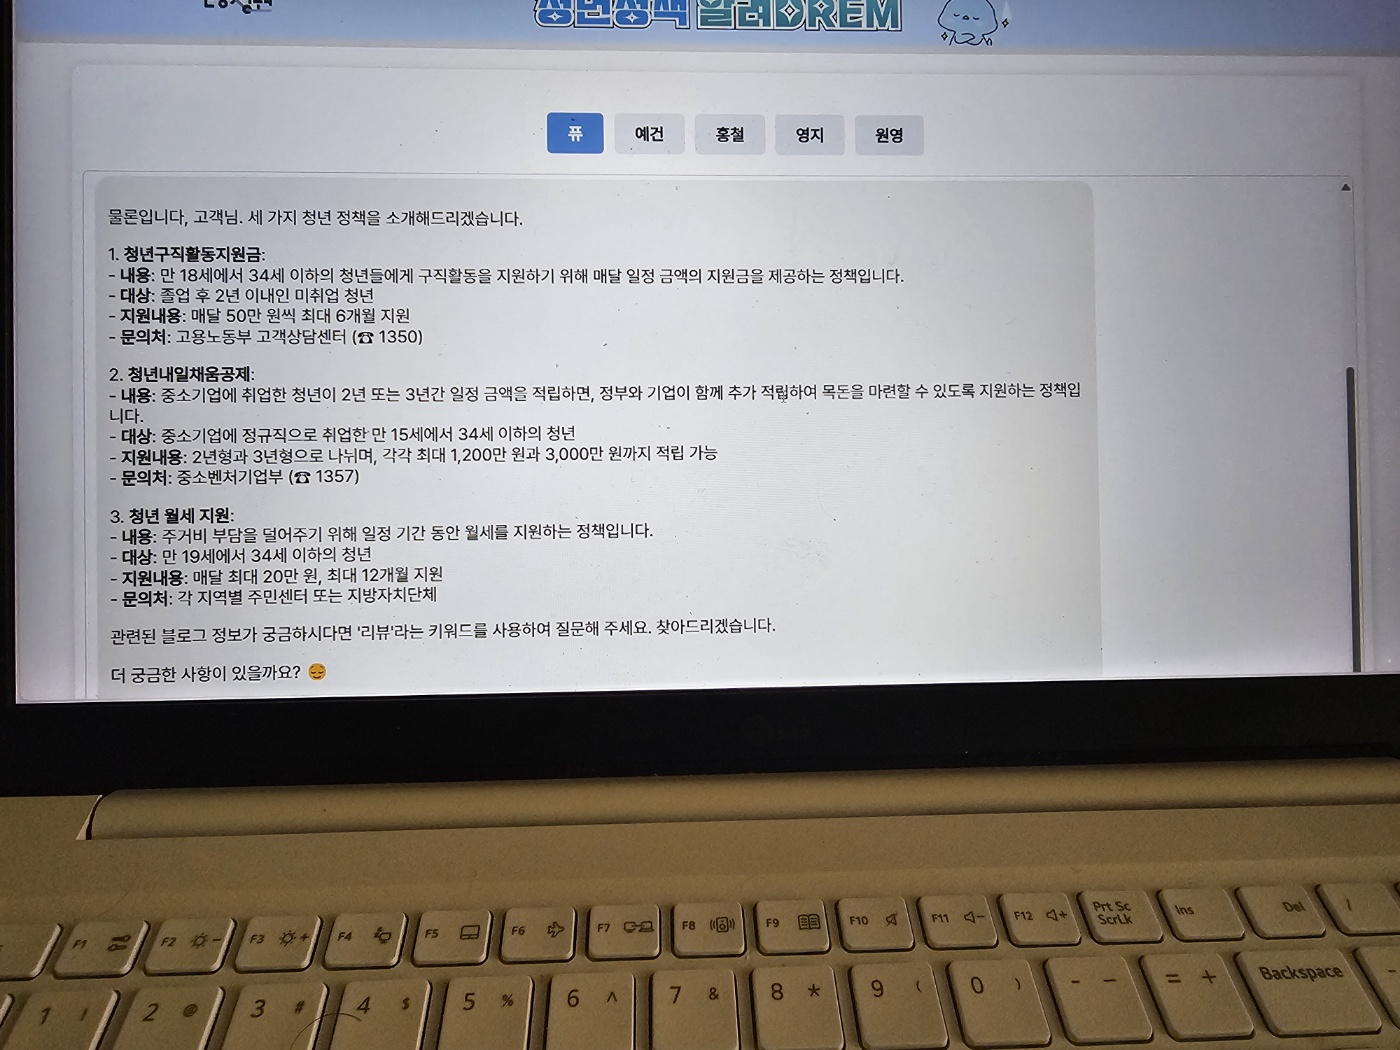 청년정책 알려DREM
퓨
예건
홍철
영지
원영
물론입니다, 고객님. 세 가지 청년 정책을 소개해드리겠습니다.
1. 청년구직활동지원금:
- 내용: 만 18세에서 34세 이하의 청년들에게 구직활동을 지원하기 위해 매달 일정 금액의 지원금을 제공하는 정책입니다.
- 대상: 졸업 후 2년 이내인 미취업 청년
- 지원내용: 매달 50만 원씩 최대 6개월 지원
- 문의처: 고용노동부 고객상담센터 (☎ 1350)
2. 청년내일채움공제:
- 내용: 중소기업에 취업한 청년이 2년 또는 3년간 일정 금액을 적립하면, 정부와 기업이 함께 추가 적립하여 목돈을 마련할 수 있도록 지원하는 정책입
니다.
- 대상: 중소기업에 정규직으로 취업한 만 15세에서 34세 이하의 청년
- 지원내용: 2년형과 3년형으로 나뉘며, 각각 최대 1,200만 원과 3,000만 원까지 적립 가능
- 문의처: 중소벤처기업부 (☎ 1357)
3. 청년 월세 지원:
- 내용: 주거비 부담을 덜어주기 위해 일정 기간 동안 월세를 지원하는 정책입니다.
- 대상: 만 19세에서 34세 이하의 청년
- 지원내용: 매달 최대 20만 원, 최대 12개월 지원
- 문의처: 각 지역별 주민센터 또는 지방자치단체
관련된 블로그 정보가 궁금하시다면 '리뷰'라는 키워드를 사용하여 질문해 주세요. 찾아드리겠습니다.
더 궁금한 사항이 있을까요? 😌
F1 F2 F3 F4 F5 F6 F7 F8 F9 F10 F11 F12 Prt Sc ScrLk Ins Del
1 ! 2 @ 3 # 4 $ 5 % 6 ^ 7 & 8 * 9 ( 0 ) - − = + Backspace